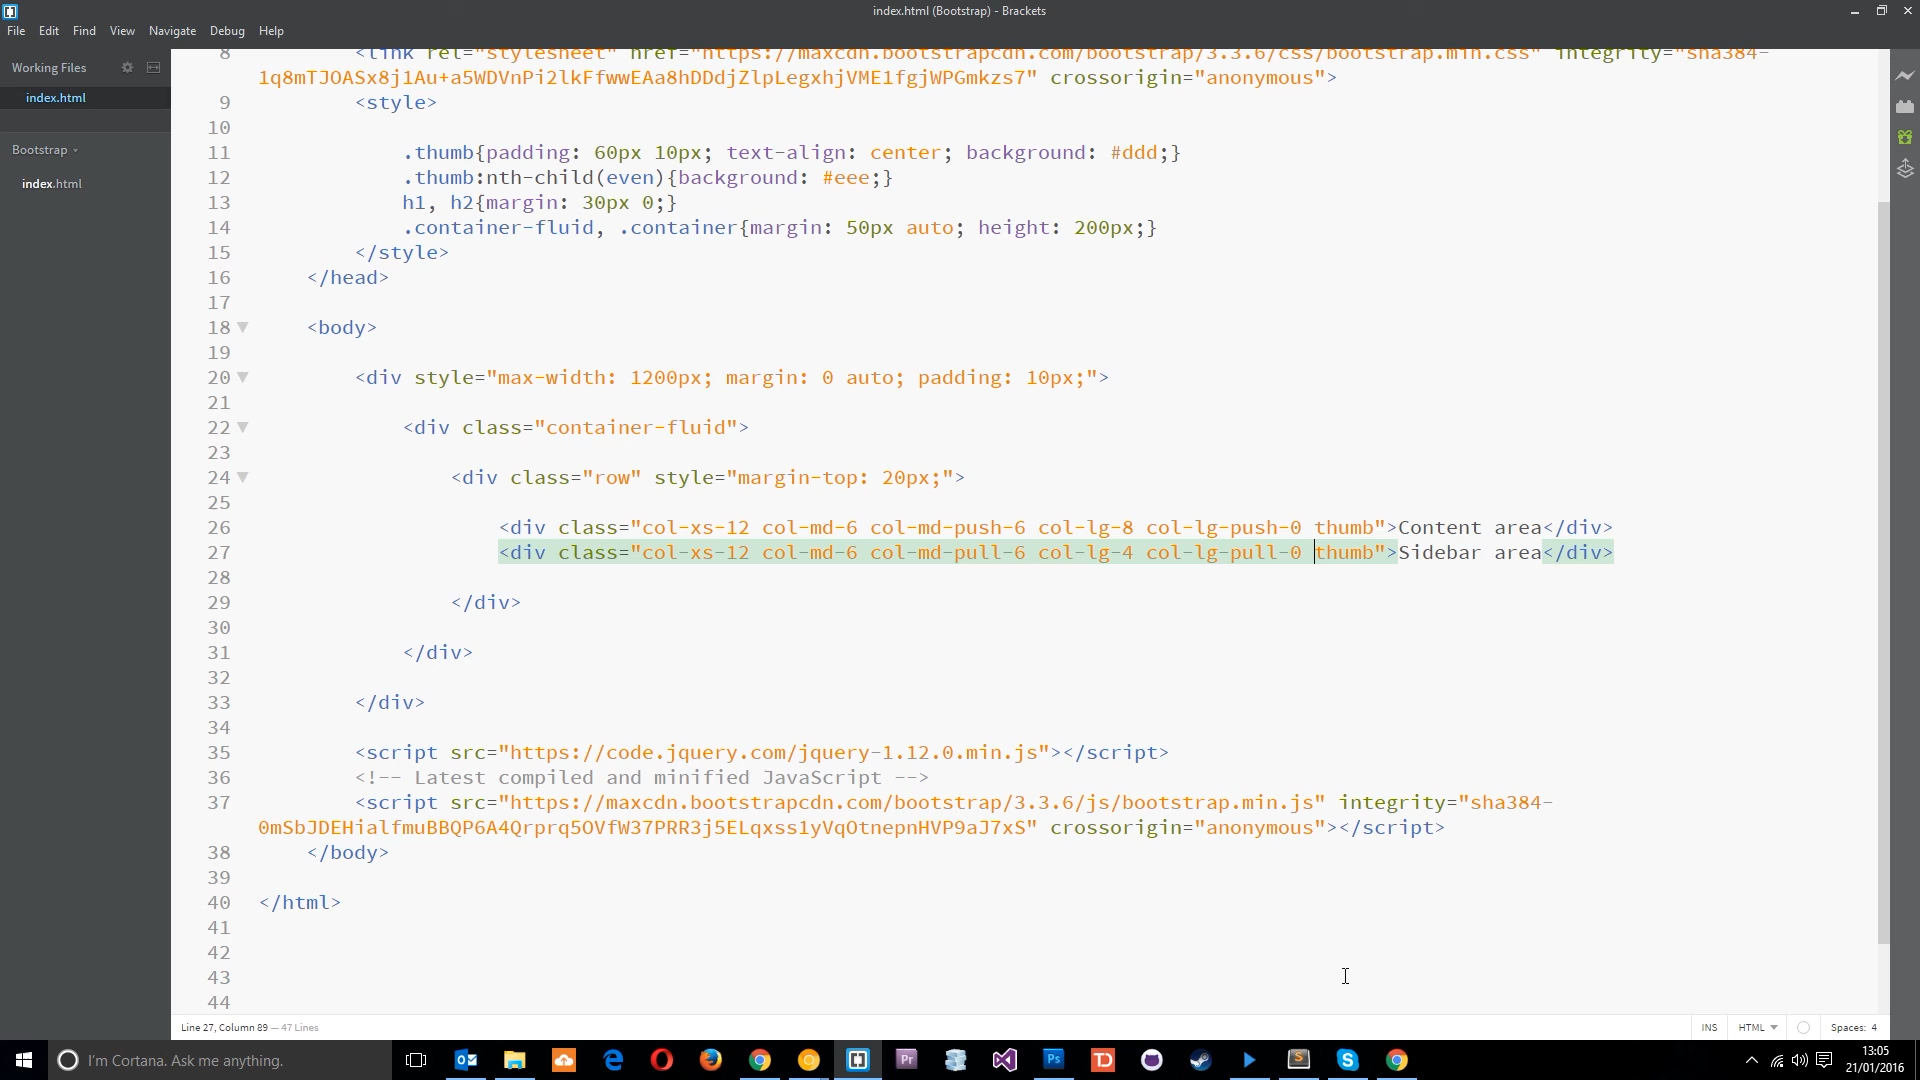 index.html (Bootstrap) - Brackets
File Edit Find View Navigate Debug Help
Working Files
index.html
Bootstrap
index.html
8 <link rel="stylesheet" href="https://maxcdn.bootstrapcdn.com/bootstrap/3.3.6/css/bootstrap.min.css" integrity="sha384-
1q8mTJOASx8j1Au+a5WDVnPi2lkFfwwEAa8hDDdjZlpLegxhjVME1fgjWPGmkzs7" crossorigin="anonymous">
9 <style>
10
11 .thumb{padding: 60px 10px; text-align: center; background: #ddd;}
12 .thumb:nth-child(even){background: #eee;}
13 h1, h2{margin: 30px 0;}
14 .container-fluid, .container{margin: 50px auto; height: 200px;}
15 </style>
16 </head>
17
18 <body>
19
20 <div style="max-width: 1200px; margin: 0 auto; padding: 10px;">
21
22 <div class="container-fluid">
23
24 <div class="row" style="margin-top: 20px;">
25
26 <div class="col-xs-12 col-md-6 col-md-push-6 col-lg-8 col-lg-push-0 thumb">Content area</div>
27 <div class="col-xs-12 col-md-6 col-md-pull-6 col-lg-4 col-lg-pull-0 thumb">Sidebar area</div>
28
29 </div>
30
31 </div>
32
33 </div>
34
35 <script src="https://code.jquery.com/jquery-1.12.0.min.js"></script>
36 <!-- Latest compiled and minified JavaScript -->
37 <script src="https://maxcdn.bootstrapcdn.com/bootstrap/3.3.6/js/bootstrap.min.js" integrity="sha384-
0mSbJDEHialfmuBBQP6A4Qrprq5OVfW37PRR3j5ELqxss1yVqOtnepnHVP9aJ7xS" crossorigin="anonymous"></script>
38 </body>
39
40 </html>
41
42
43
44
Line 27, Column 89 — 47 Lines
INS HTML Spaces: 4
I'm Cortana. Ask me anything.
Pr
Ps
TD
S
13:05
21/01/2016